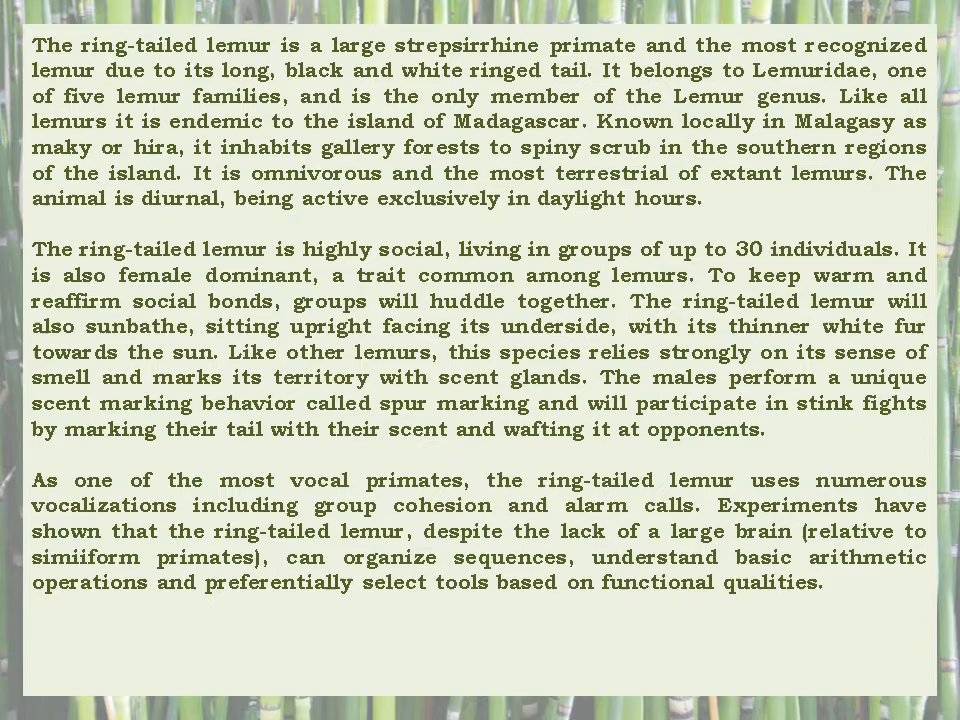 The ring-tailed lemur is a large strepsirrhine primate and the most recognized
lemur due to its long, black and white ringed tail. It belongs to Lemuridae, one
of five lemur families, and is the only member of the Lemur genus. Like all
lemurs it is endemic to the island of Madagascar. Known locally in Malagasy as
maky or hira, it inhabits gallery forests to spiny scrub in the southern regions
of the island. It is omnivorous and the most terrestrial of extant lemurs. The
animal is diurnal, being active exclusively in daylight hours.

The ring-tailed lemur is highly social, living in groups of up to 30 individuals. It
is also female dominant, a trait common among lemurs. To keep warm and
reaffirm social bonds, groups will huddle together. The ring-tailed lemur will
also sunbathe, sitting upright facing its underside, with its thinner white fur
towards the sun. Like other lemurs, this species relies strongly on its sense of
smell and marks its territory with scent glands. The males perform a unique
scent marking behavior called spur marking and will participate in stink fights
by marking their tail with their scent and wafting it at opponents.

As one of the most vocal primates, the ring-tailed lemur uses numerous
vocalizations including group cohesion and alarm calls. Experiments have
shown that the ring-tailed lemur, despite the lack of a large brain (relative to
simiiform primates), can organize sequences, understand basic arithmetic
operations and preferentially select tools based on functional qualities.